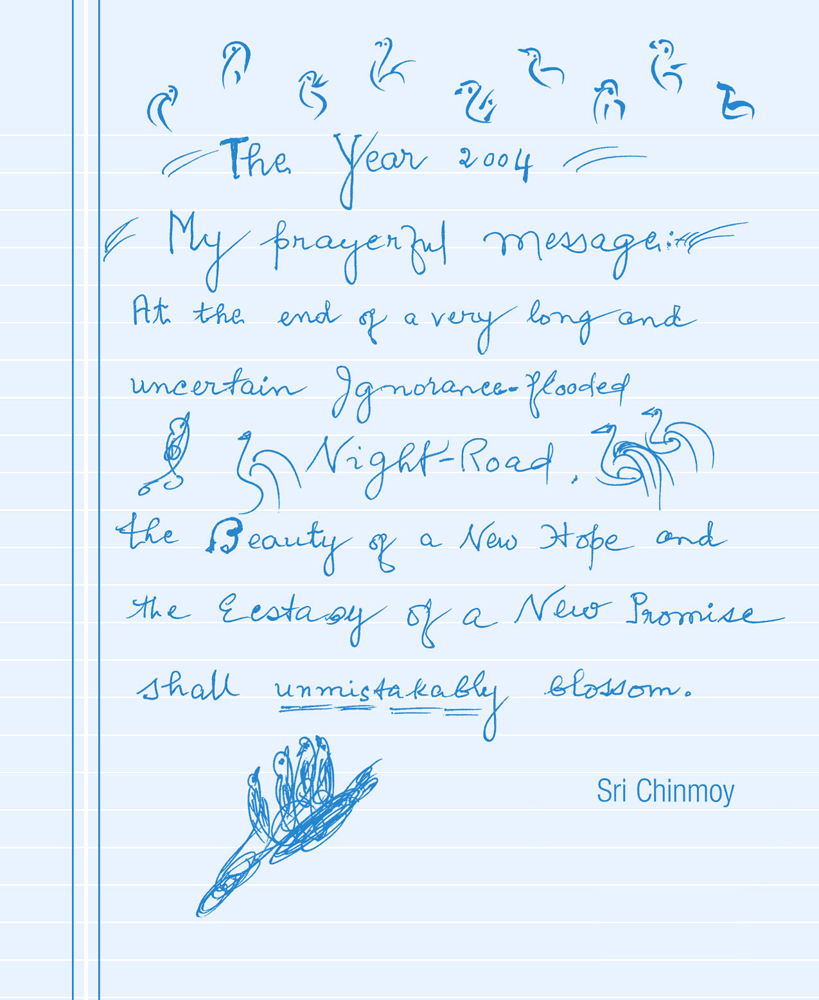 The Year 2004
My prayerful message:
At the end of a very long and
uncertain Ignorance-flooded
Night-Road,
the Beauty of a New Hope and
the Ecstasy of a New Promise
shall unmistakably blossom.
Sri Chinmoy